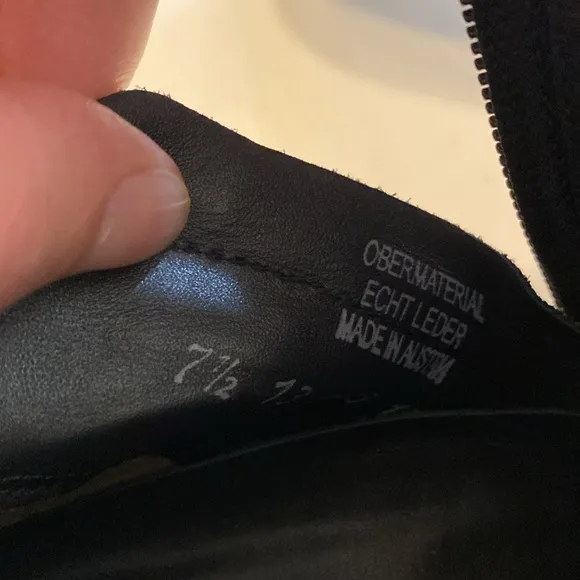 OBERMATERIAL
ECHT LEDER
MADE IN AUSTRIA
7½